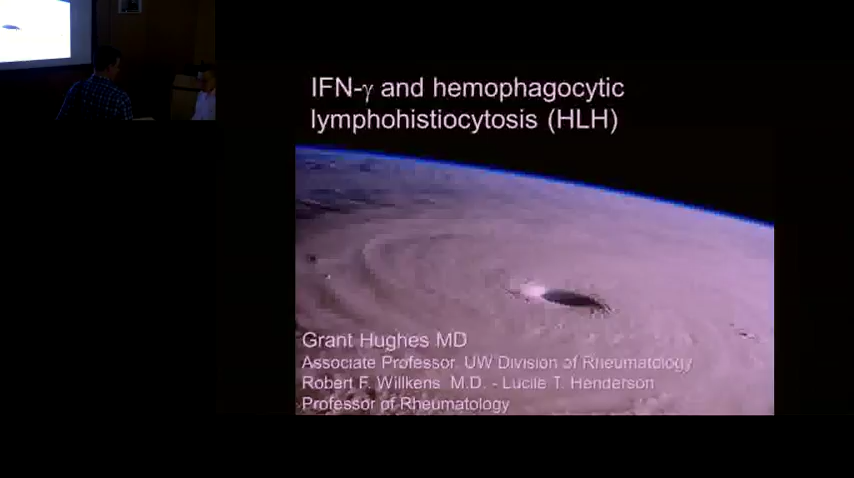 IFN-γ and hemophagocytic
lymphohistiocytosis (HLH)
Grant Hughes MD
Associate Professor, UW Division of Rheumatology
Robert F. Willkens, M.D. - Lucile T. Henderson
Professor of Rheumatology